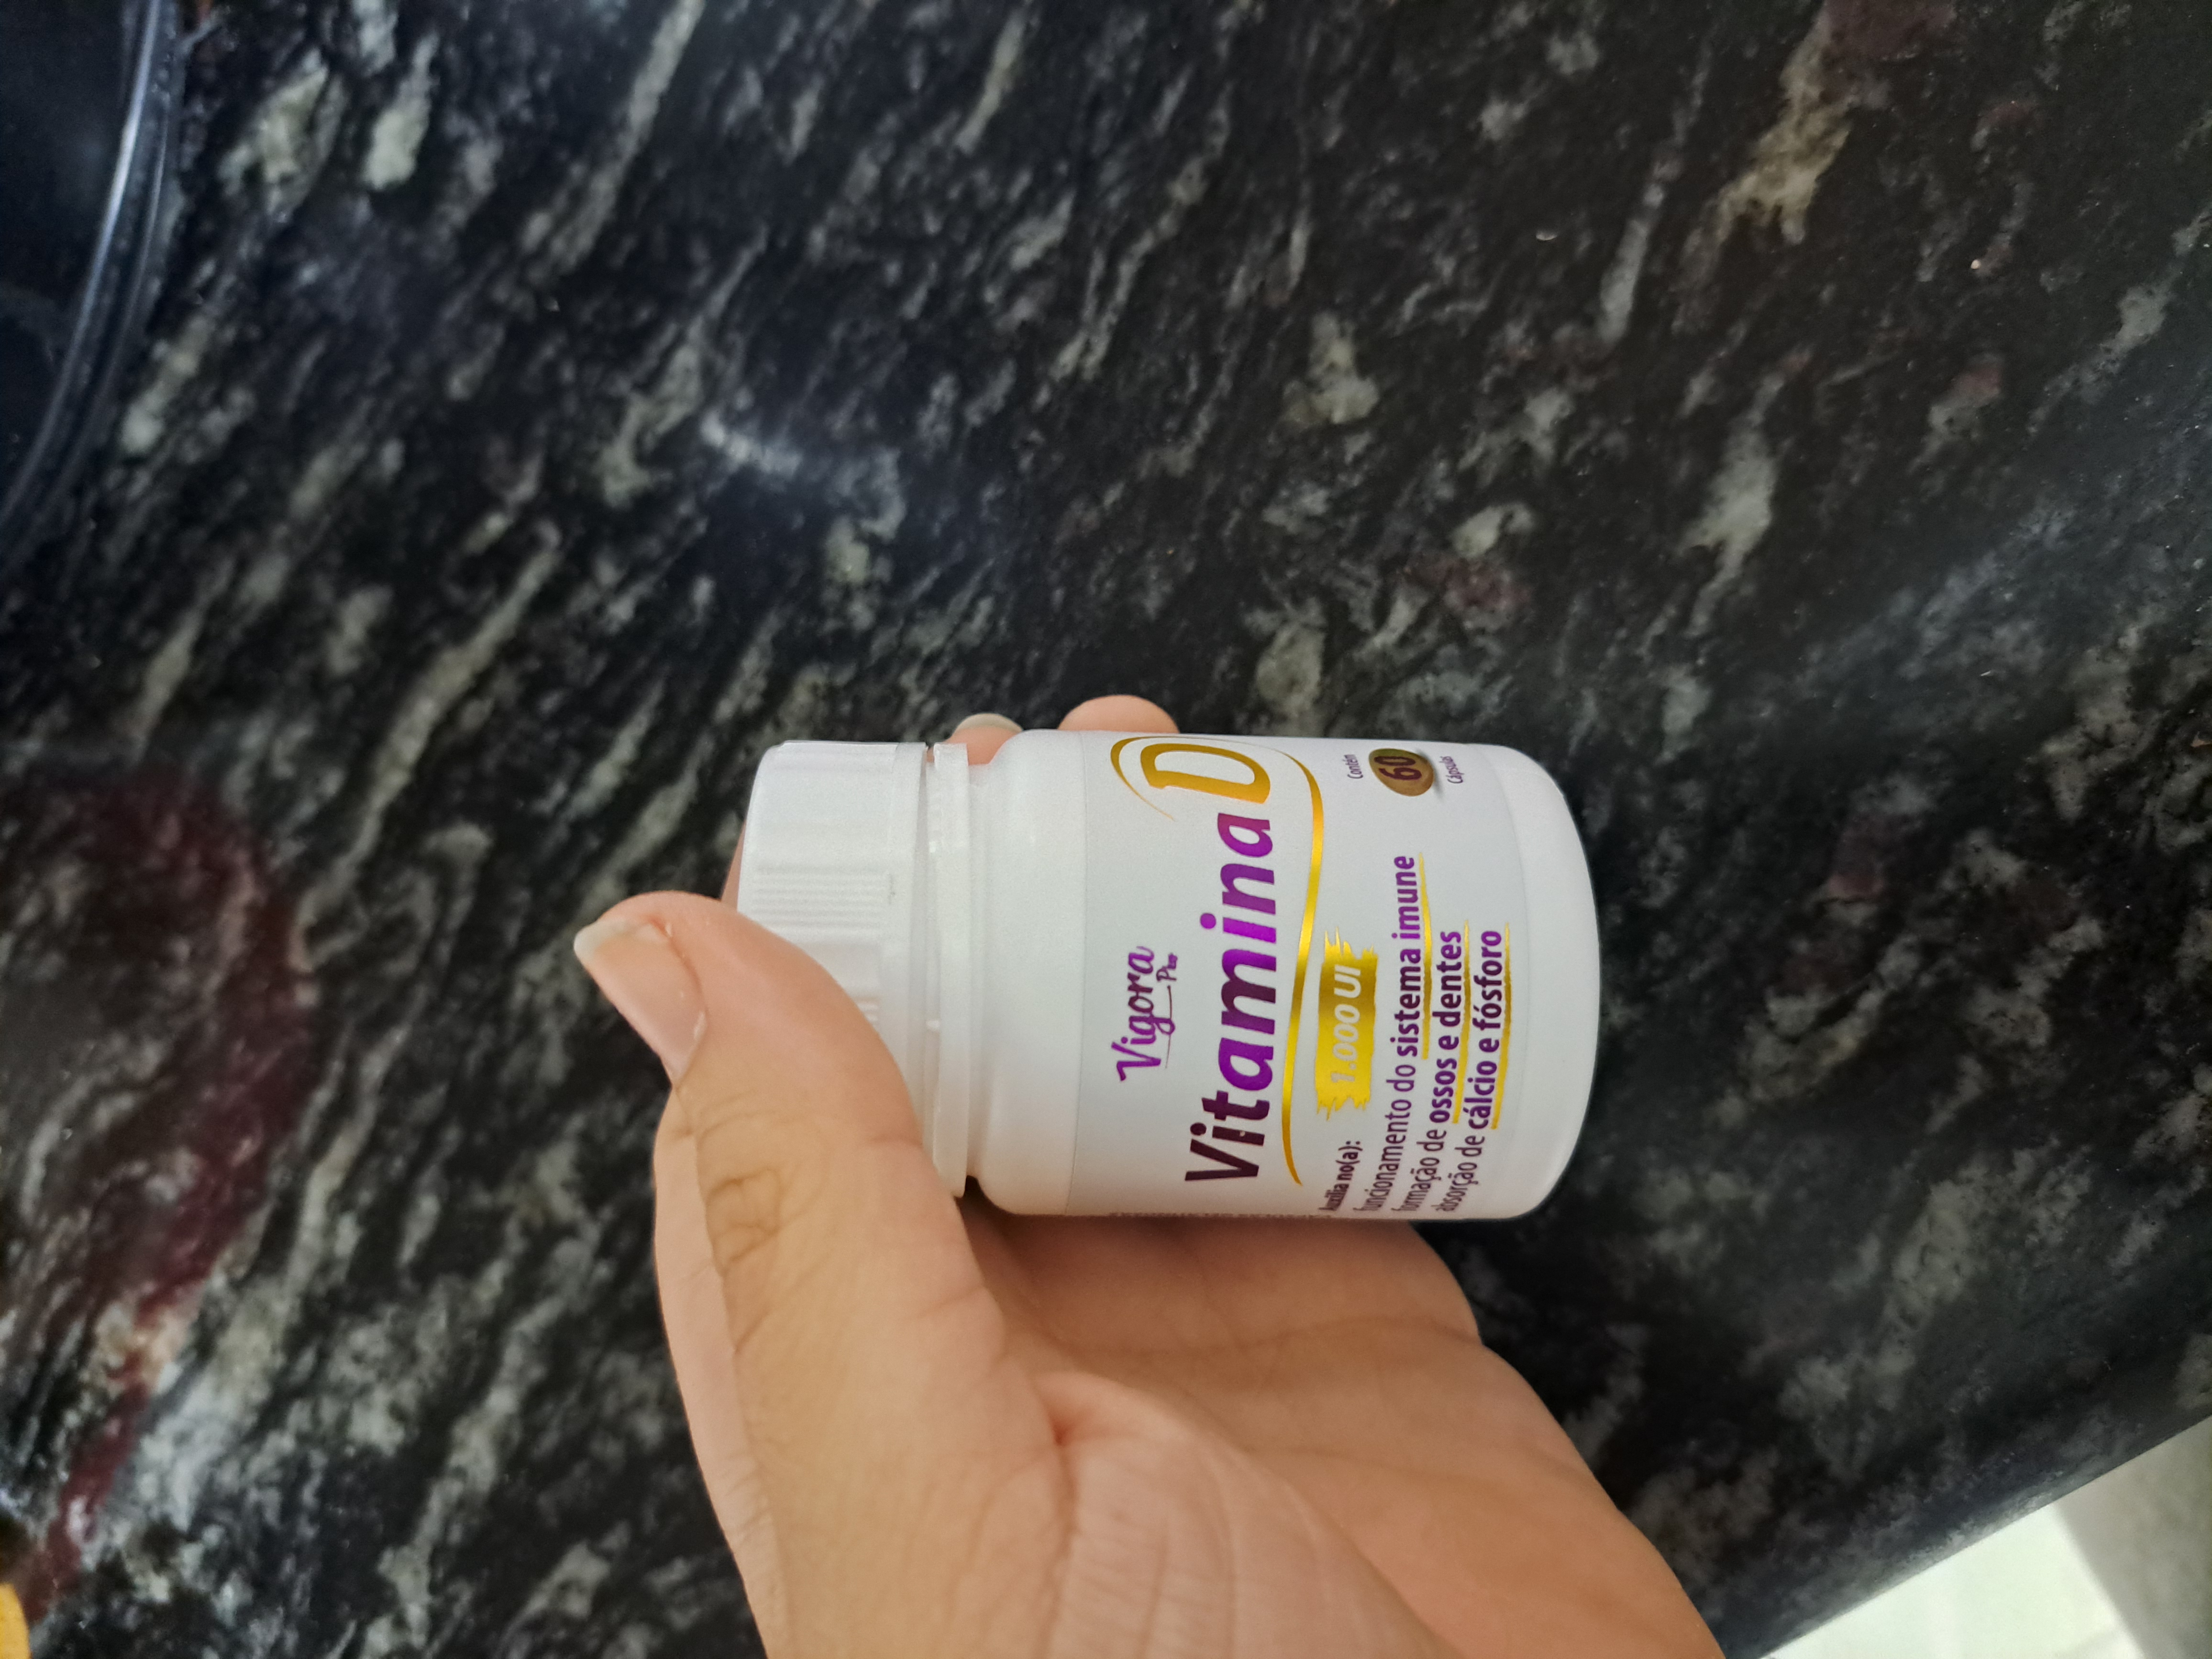 Vigora
Plus
Vitamina D
1.000 UI
Auxilia no(a):
funcionamento do sistema imune
formação de ossos e dentes
absorção de cálcio e fósforo
Contém
60
Cápsulas